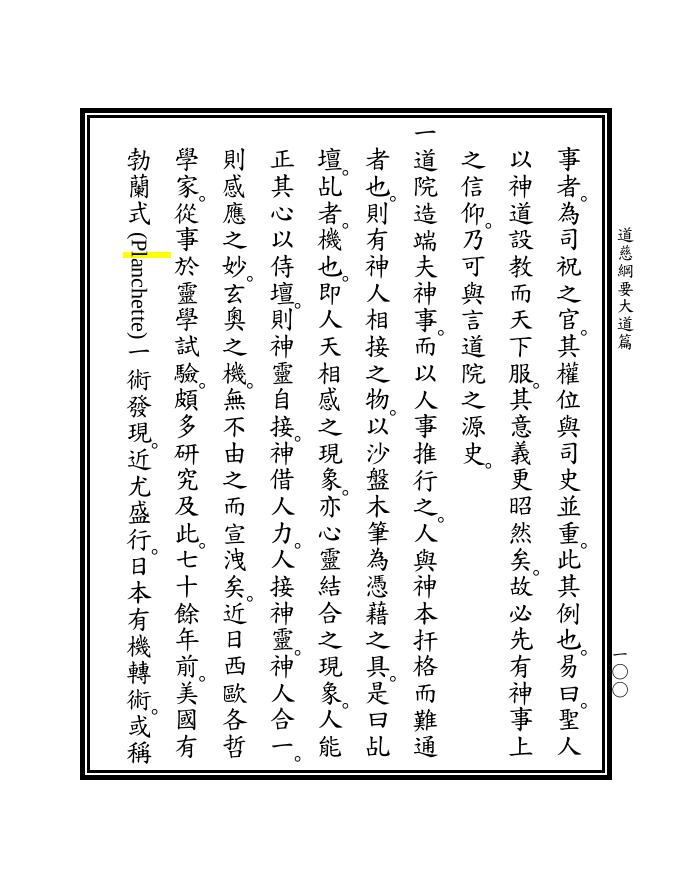 道慈綱要大道篇
一〇〇
事者。為司祝之官。其權位與司史並重。此其例也。易曰。聖人
以神道設教而天下服。其意義更昭然矣。故必先有神事上
之信仰。乃可與言道院之源史。
一道院造端夫神事。而以人事推行之。人與神本扞格而難通
者也。則有神人相接之物。以沙盤木筆為憑藉之具。是曰乩
壇。乩者。機也。即人天相感之現象。亦心靈結合之現象。人能
正其心以侍壇。則神靈自接。神借人力。人接神靈。神人合一。
則感應之妙。玄奧之機。無不由之而宣洩矣。近日西歐各哲
學家。從事於靈學試驗。頗多研究及此。七十餘年前。美國有
勃蘭式 (Planchette) 一術發現。近尤盛行。日本有機轉術。或稱